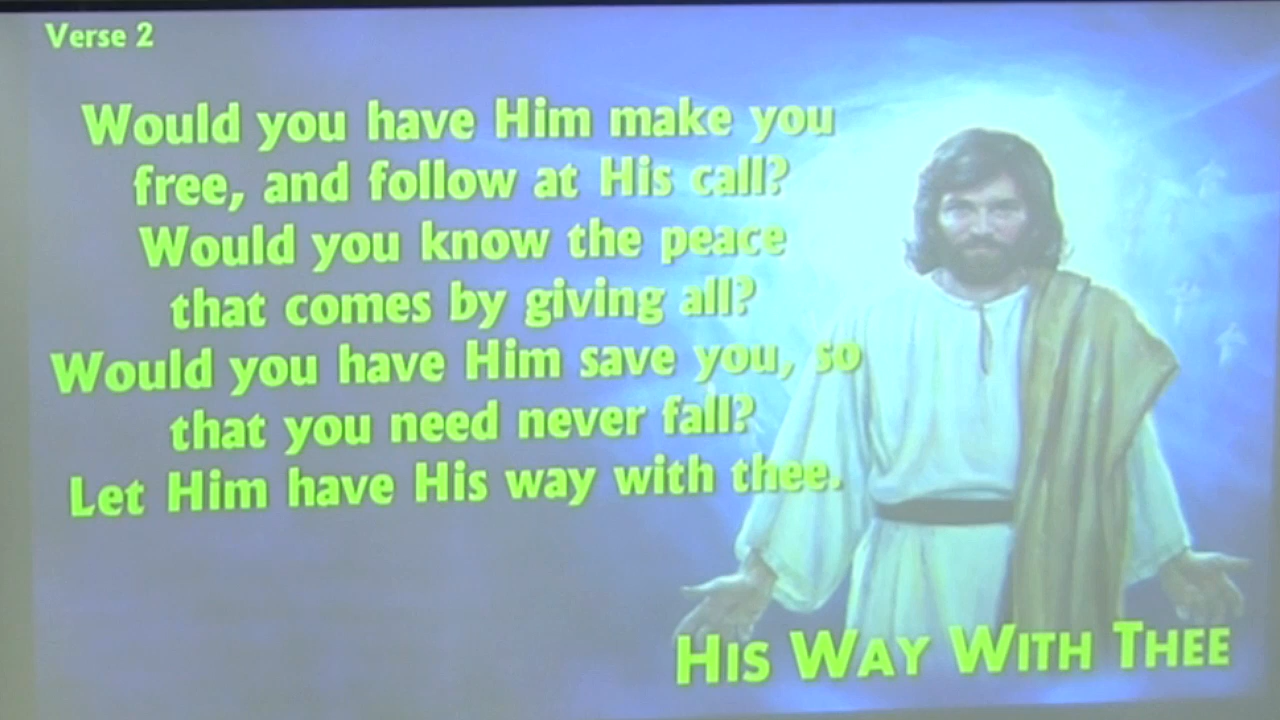 Verse 2
Would you have Him make you
free, and follow at His call?
Would you know the peace
that comes by giving all?
Would you have Him save you, so
that you need never fall?
Let Him have His way with thee.
HIS WAY WITH THEE